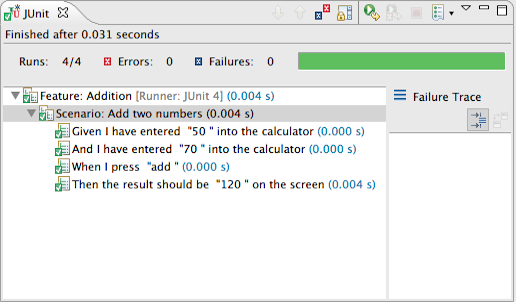 JUnit
Finished after 0.031 seconds
Runs: 4/4 Errors: 0 Failures: 0
Feature: Addition [Runner: JUnit 4] (0.004 s)
Failure Trace
Scenario: Add two numbers (0.004 s)
Given I have entered "50 " into the calculator (0.000 s)
And I have entered "70 " into the calculator (0.000 s)
When I press "add " (0.000 s)
Then the result should be "120 " on the screen (0.004 s)